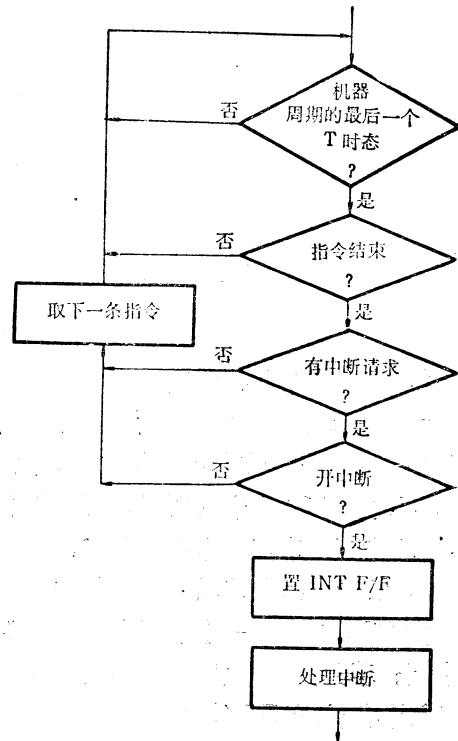 机器
周期的最后一个
T 时态
?
否
是
指令结束
?
否
是
取下一条指令
有中断请求
?
否
是
开中断
?
否
是
置 INT F/F
处理中断